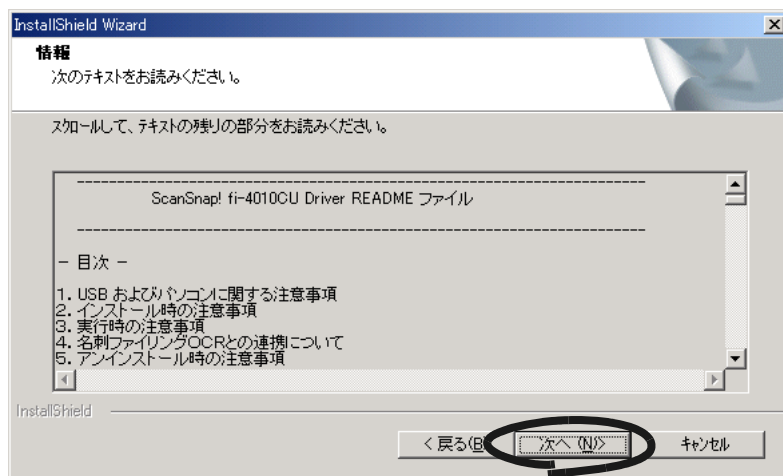 InstallShield Wizard
情報
次のテキストをお読みください。
スクロールして、テキストの残りの部分をお読みください。
--------------------------------------------------------------------------------
ScanSnap! fi-4010CU Driver README ファイル
--------------------------------------------------------------------------------
－ 目次 －
1. USB およびパソコンに関する注意事項
2. インストール時の注意事項
3. 実行時の注意事項
4. 名刺ファイリングOCRとの連携について
5. アンインストール時の注意事項
InstallShield
< 戻る(B 次へ (N)> キャンセル